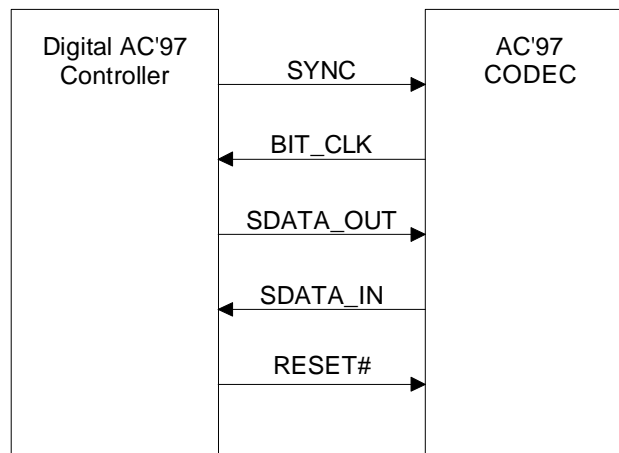 Digital AC'97
Controller
AC'97
CODEC
SYNC
BIT_CLK
SDATA_OUT
SDATA_IN
RESET#